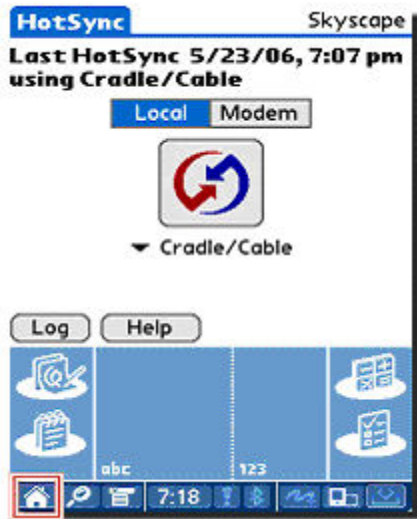 HotSync Skyscape
Last HotSync 5/23/06, 7:07 pm
using Cradle/Cable
Local Modem
Cradle/Cable
Log Help
abc 123
7:18